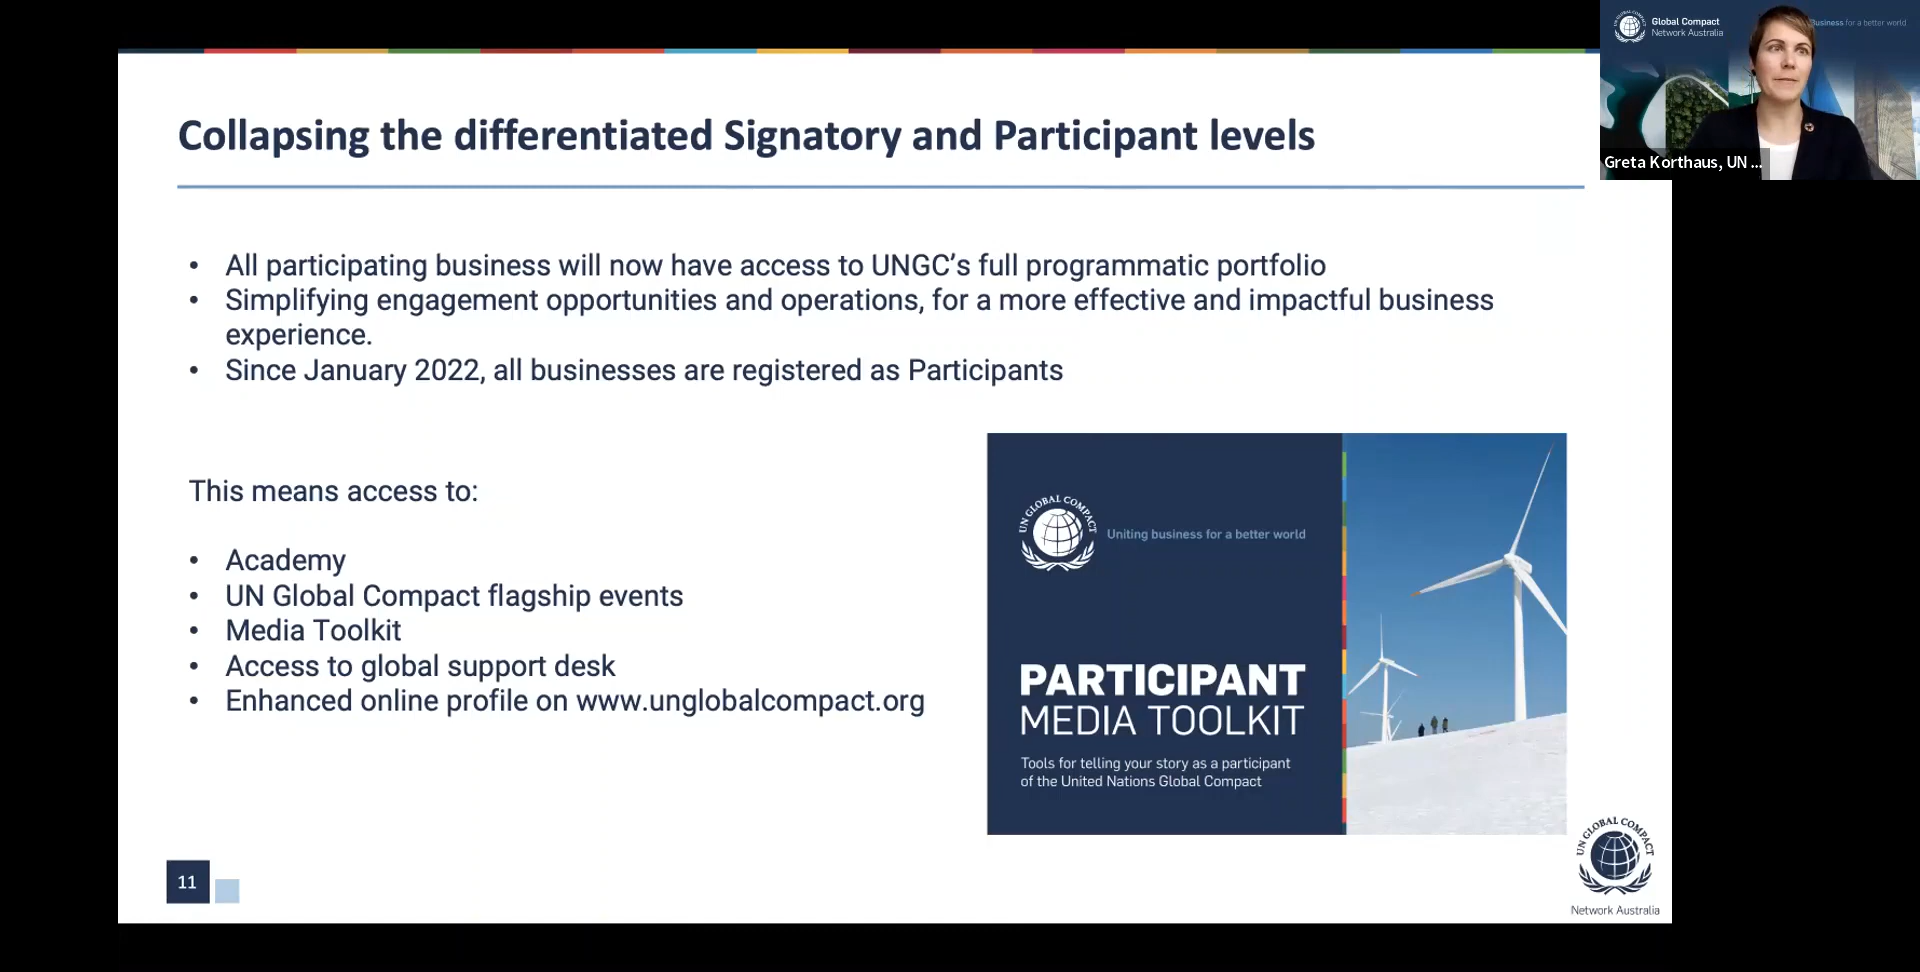 Global Compact
Network Australia
Business for a better world
Greta Korthaus, UN ...
Collapsing the differentiated Signatory and Participant levels
• All participating business will now have access to UNGC’s full programmatic portfolio
• Simplifying engagement opportunities and operations, for a more effective and impactful business
experience.
• Since January 2022, all businesses are registered as Participants
This means access to:
• Academy
• UN Global Compact flagship events
• Media Toolkit
• Access to global support desk
• Enhanced online profile on www.unglobalcompact.org
UN GLOBAL COMPACT
Uniting business for a better world
PARTICIPANT
MEDIA TOOLKIT
Tools for telling your story as a participant
of the United Nations Global Compact
11
UN GLOBAL COMPACT
Network Australia